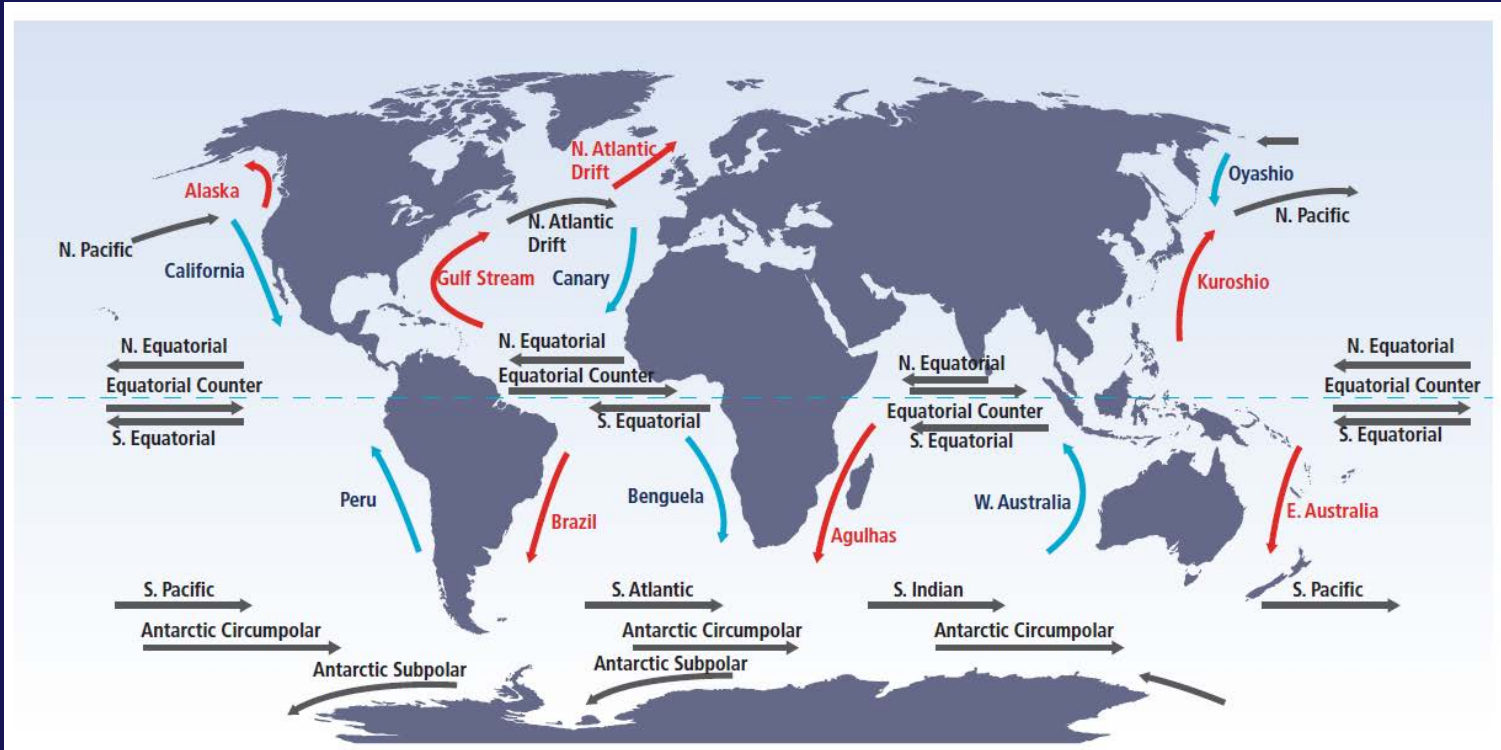 N. Atlantic
Drift
Alaska
Oyashio
N. Pacific
N. Atlantic
Drift
N. Pacific
California
Gulf Stream
Canary
Kuroshio
N. Equatorial
Equatorial Counter
S. Equatorial
N. Equatorial
Equatorial Counter
S. Equatorial
N. Equatorial
Equatorial Counter
S. Equatorial
N. Equatorial
Equatorial Counter
S. Equatorial
Peru
Brazil
Benguela
Agulhas
W. Australia
E. Australia
S. Pacific
S. Atlantic
S. Indian
S. Pacific
Antarctic Circumpolar
Antarctic Circumpolar
Antarctic Circumpolar
Antarctic Subpolar
Antarctic Subpolar